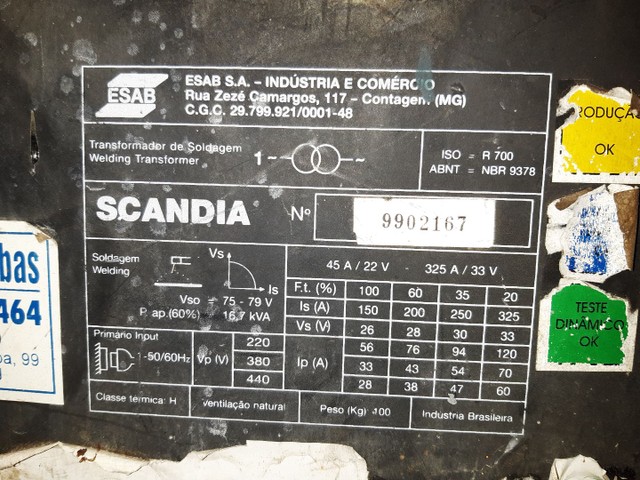 ESAB
ESAB S.A. - INDÚSTRIA E COMÉRCIO
Rua Zezé Camargos, 117 - Contagem (MG)
C.G.C. 29.799.921/0001-48
Transformador de Soldagem
Welding Transformer
1~ ~
ISO = R 700
ABNT = NBR 9378
SCANDIA
Nº
9902167
Soldagem
Welding
Vs
Is
Vso = 75 - 79 V
P. ap.(60%) 16,7 kVA
45 A / 22 V - 325 A / 33 V
F.t. (%) 100 60 35 20
Is (A) 150 200 250 325
Vs (V) 26 28 30 33
Ip (A)
56 76 94 120
33 43 54 70
28 38 47 60
Primário Input
1-50/60Hz
Vp (V)
220
380
440
Classe térmica: H
Ventilação natural
Peso (Kg) 100
Indústria Brasileira
RODUÇÃ
OK
TESTE
DINÂMICO
OK
bas
464
a, 99